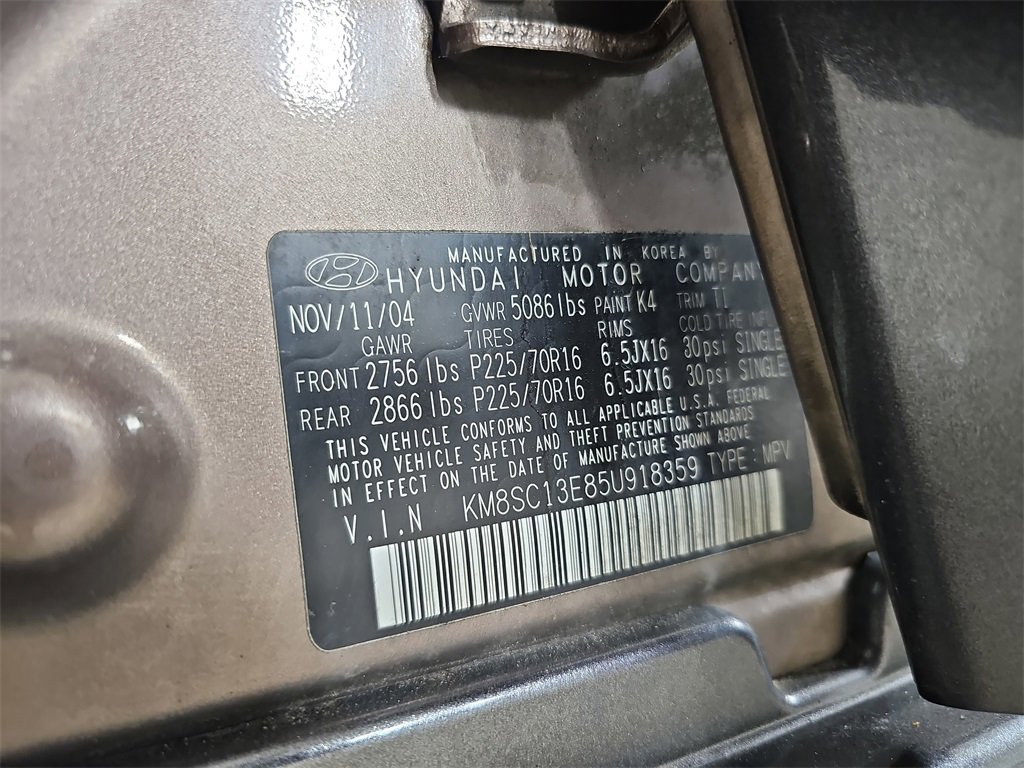 MANUFACTURED IN KOREA BY
HYUNDAI MOTOR COMPANY
NOV/11/04 GVWR 5086 lbs PAINT K4 TRIM TI
GAWR TIRES RIMS COLD TIRE
FRONT 2756 lbs P225/70R16 6.5JX16 30psi SINGLE
REAR 2866 lbs P225/70R16 6.5JX16 30psi SINGLE
THIS VEHICLE CONFORMS TO ALL APPLICABLE U.S.A. FEDERAL
MOTOR VEHICLE SAFETY AND THEFT PREVENTION STANDARDS
IN EFFECT ON THE DATE OF MANUFACTURE SHOWN ABOVE
V.I.N KM8SC13E85U918359 TYPE : MPV